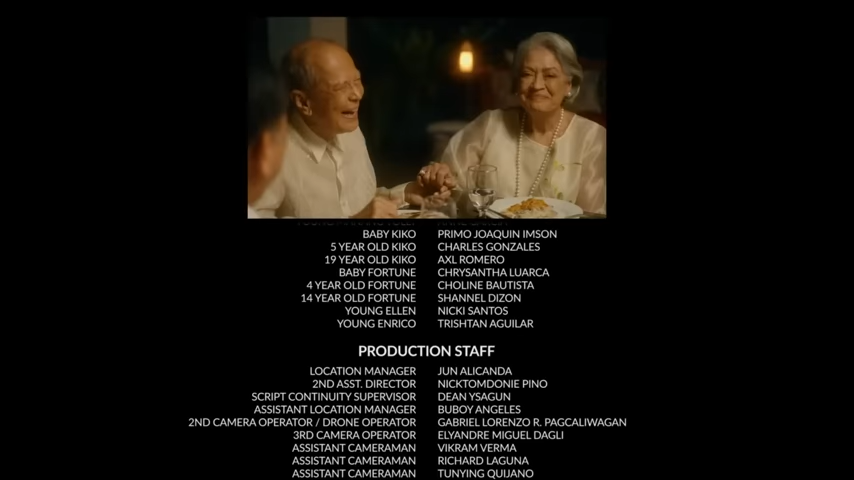 BABY KIKO PRIMO JOAQUIN IMSON
5 YEAR OLD KIKO CHARLES GONZALES
19 YEAR OLD KIKO AXL ROMERO
BABY FORTUNE CHRYSANTHA LUARCA
4 YEAR OLD FORTUNE CHOLINE BAUTISTA
14 YEAR OLD FORTUNE SHANNEL DIZON
YOUNG ELLEN NICKI SANTOS
YOUNG ENRICO TRISHTAN AGUILAR
PRODUCTION STAFF
LOCATION MANAGER JUN ALICANDA
2ND ASST. DIRECTOR NICKTOMDONIE PINO
SCRIPT CONTINUITY SUPERVISOR DEAN YSAGUN
ASSISTANT LOCATION MANAGER BUBOY ANGELES
2ND CAMERA OPERATOR / DRONE OPERATOR GABRIEL LORENZO R. PAGCALIWAGAN
3RD CAMERA OPERATOR ELYANDRE MIGUEL DAGLI
ASSISTANT CAMERAMAN VIKRAM VERMA
ASSISTANT CAMERAMAN RICHARD LAGUNA
ASSISTANT CAMERAMAN TUNYING QUIJANO